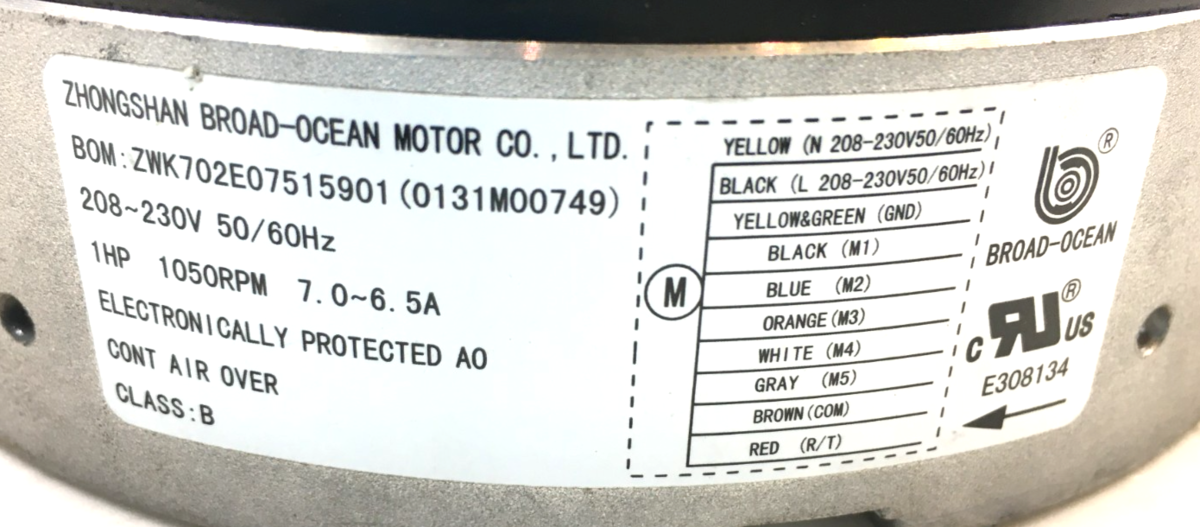 ZHONGSHAN BROAD-OCEAN MOTOR CO., LTD.
BOM:ZWK702E07515901(0131M00749)
208~230V 50/60Hz
1HP 1050RPM 7.0~6.5A
ELECTRONICALLY PROTECTED AO
CONT AIR OVER
CLASS:B
M
YELLOW (N 208-230V50/60Hz)
BLACK (L 208-230V50/60Hz)
YELLOW&GREEN (GND)
BLACK (M1)
BLUE (M2)
ORANGE(M3)
WHITE (M4)
GRAY (M5)
BROWN(COM)
RED (R/T)
®
BROAD-OCEAN
c RU US ®
E308134